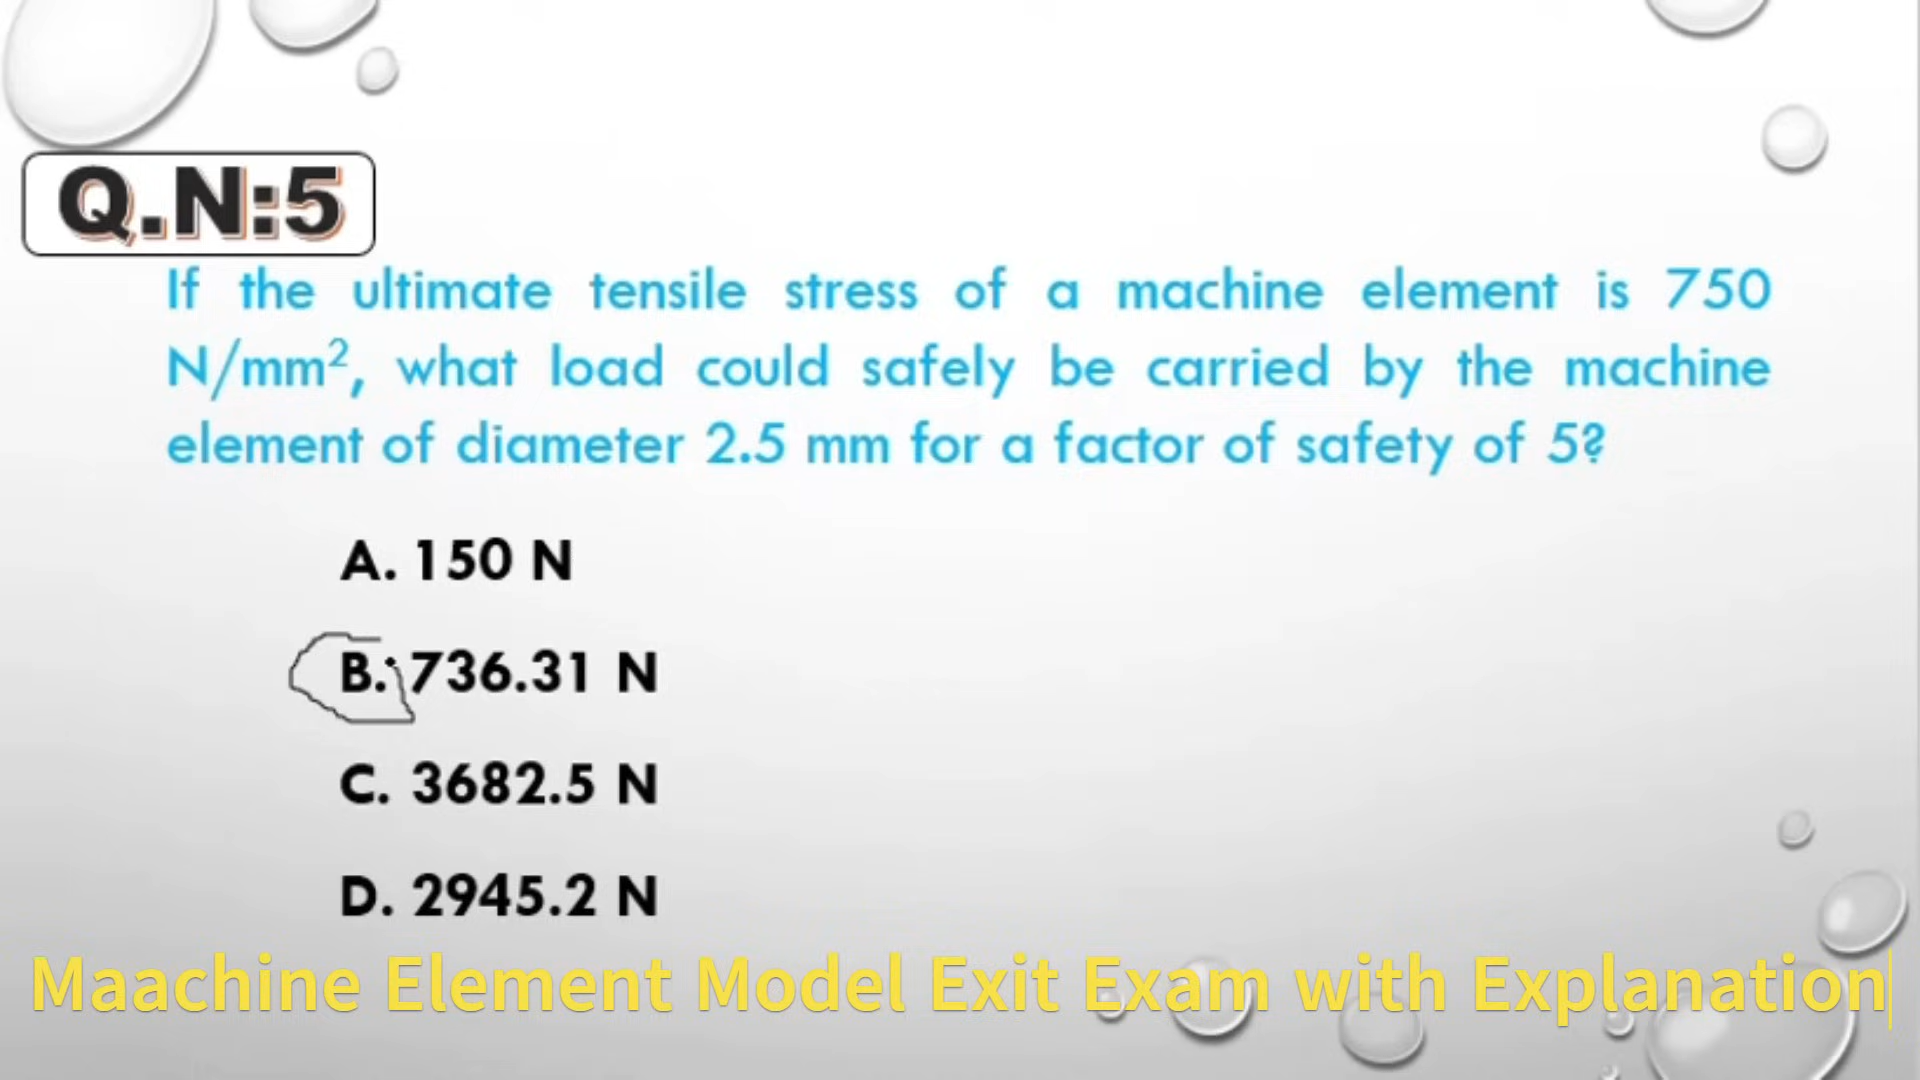 Q.N:5
If the ultimate tensile stress of a machine element is 750
N/mm², what load could safely be carried by the machine
element of diameter 2.5 mm for a factor of safety of 5?
A. 150 N
B. 736.31 N
C. 3682.5 N
D. 2945.2 N
Maachine Element Model Exit Exam with Explanation